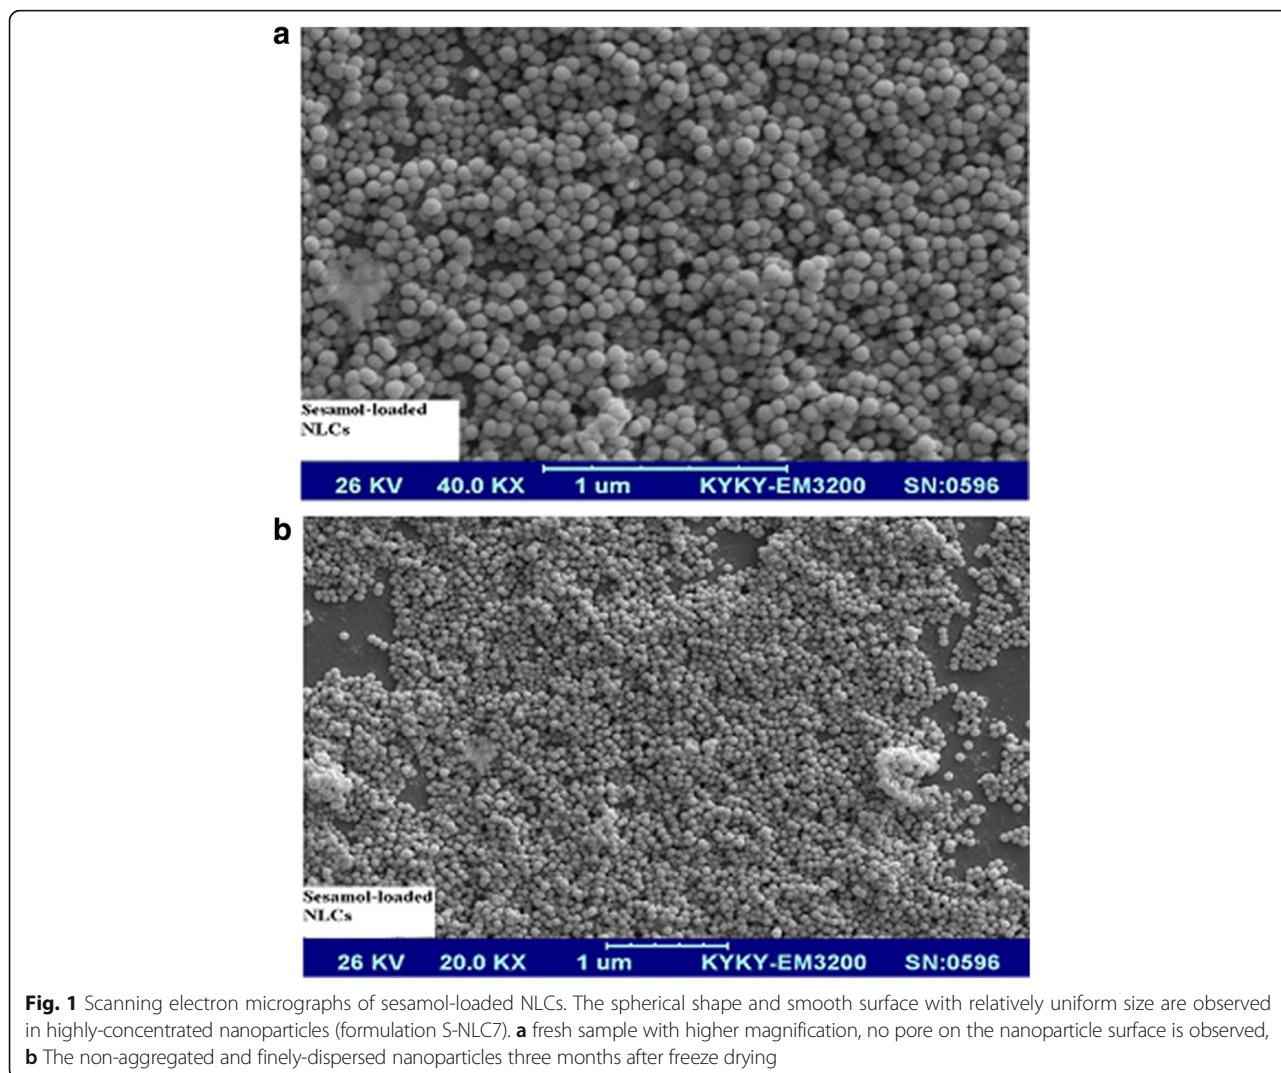 a
Sesamol-loaded
NLCs
26 KV 40.0 KX 1 um KYKY-EM3200 SN:0596
b
Sesamol-loaded
NLCs
26 KV 20.0 KX 1 um KYKY-EM3200 SN:0596
Fig. 1 Scanning electron micrographs of sesamol-loaded NLCs. The spherical shape and smooth surface with relatively uniform size are observed
in highly-concentrated nanoparticles (formulation S-NLC7). a fresh sample with higher magnification, no pore on the nanoparticle surface is observed,
b The non-aggregated and finely-dispersed nanoparticles three months after freeze drying